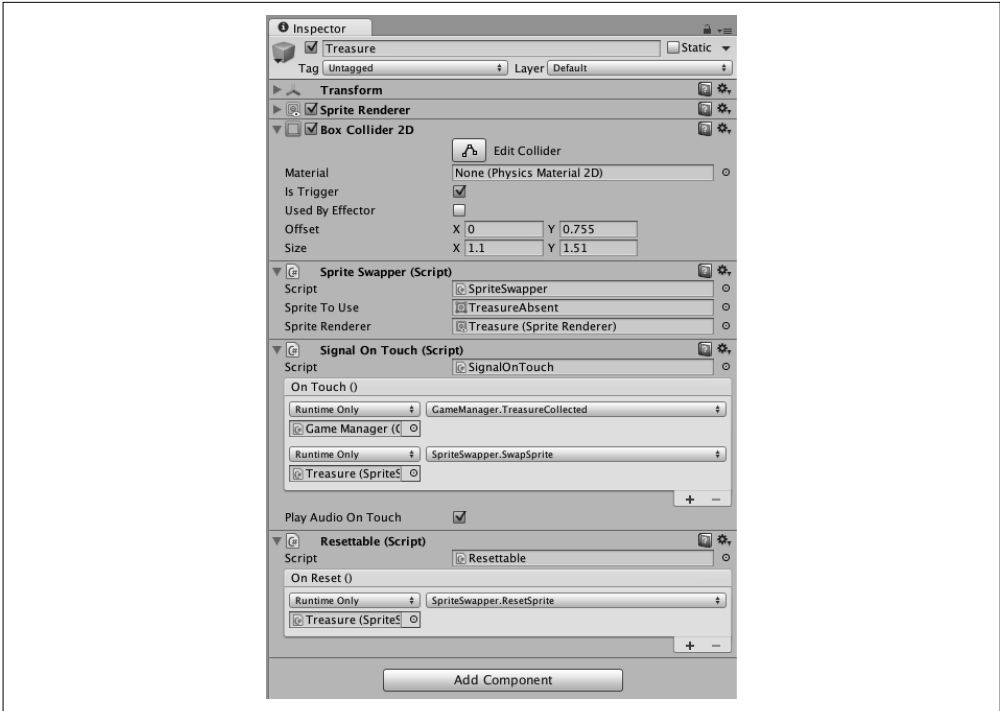 Inspector
Treasure Static
Tag Untagged Layer Default
Transform
Sprite Renderer
Box Collider 2D
Edit Collider
Material None (Physics Material 2D)
Is Trigger
Used By Effector
Offset X 0 Y 0.755
Size X 1.1 Y 1.51
Sprite Swapper (Script)
Script SpriteSwapper
Sprite To Use TreasureAbsent
Sprite Renderer Treasure (Sprite Renderer)
Signal On Touch (Script)
Script SignalOnTouch
On Touch ()
Runtime Only GameManager.TreasureCollected
Game Manager (
Runtime Only SpriteSwapper.SwapSprite
Treasure (SpriteS
+ −
Play Audio On Touch
Resettable (Script)
Script Resettable
On Reset ()
Runtime Only SpriteSwapper.ResetSprite
Treasure (SpriteS
+ −
Add Component